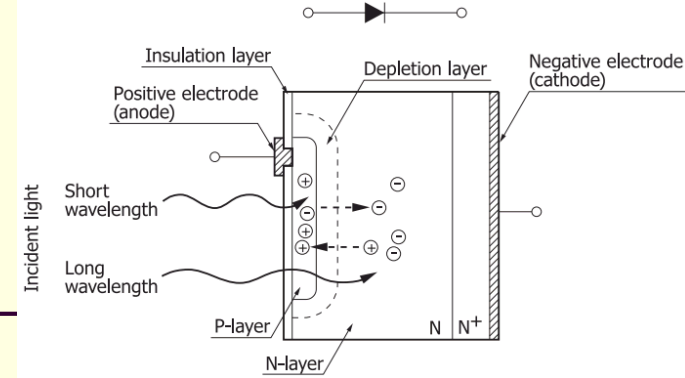 Insulation layer
Depletion layer
Negative electrode
(cathode)
Positive electrode
(anode)
Incident light
Short
wavelength
Long
wavelength
P-layer
N-layer
N
N+